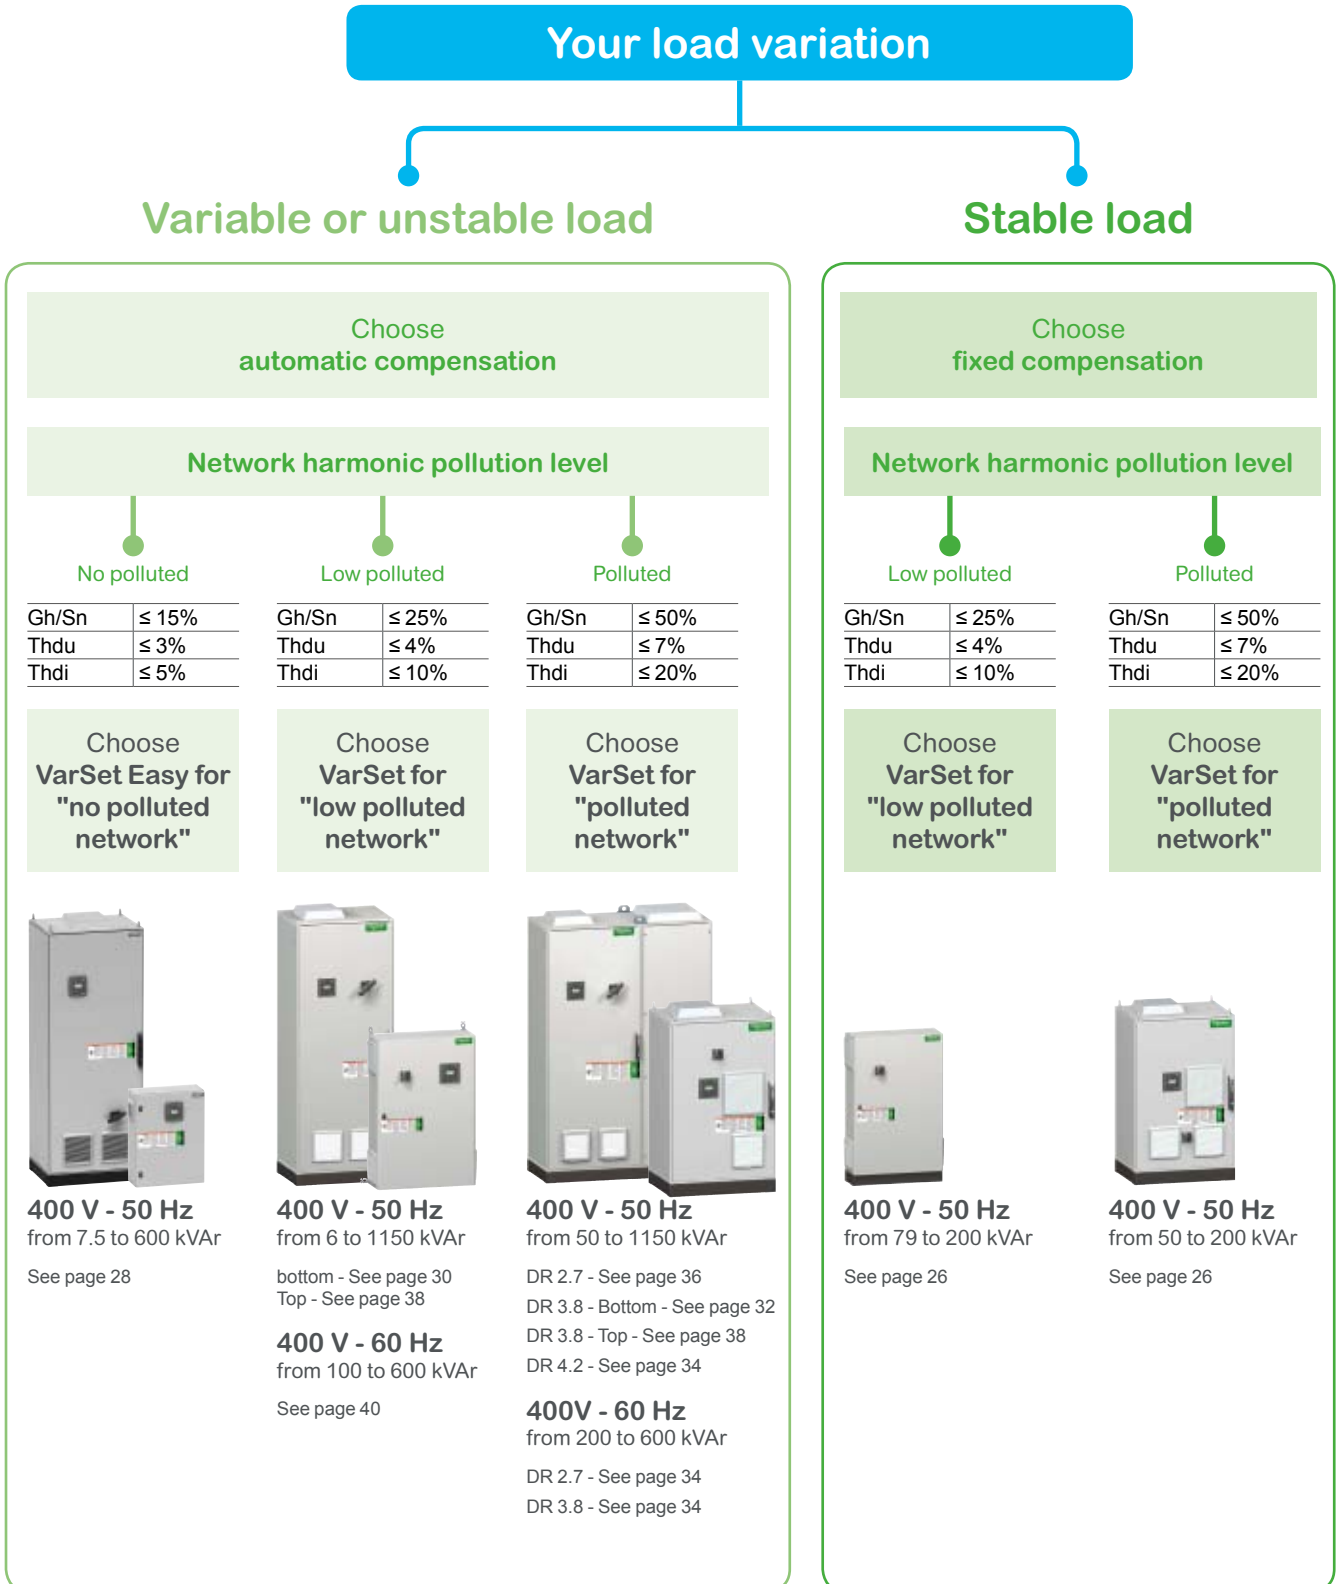 Your load variation
Variable or unstable load
Choose
automatic compensation
Network harmonic pollution level
No polluted
Gh/Sn ≤ 15%
Thdu ≤ 3%
Thdi ≤ 5%
Choose
VarSet Easy for
"no polluted
network"
400 V - 50 Hz
from 7.5 to 600 kVAr
See page 28
Low polluted
Gh/Sn ≤ 25%
Thdu ≤ 4%
Thdi ≤ 10%
Choose
VarSet for
"low polluted
network"
400 V - 50 Hz
from 6 to 1150 kVAr
bottom - See page 30
Top - See page 38
400 V - 60 Hz
from 100 to 600 kVAr
See page 40
Polluted
Gh/Sn ≤ 50%
Thdu ≤ 7%
Thdi ≤ 20%
Choose
VarSet for
"polluted
network"
400 V - 50 Hz
from 50 to 1150 kVAr
DR 2.7 - See page 36
DR 3.8 - Bottom - See page 32
DR 3.8 - Top - See page 38
DR 4.2 - See page 34
400V - 60 Hz
from 200 to 600 kVAr
DR 2.7 - See page 34
DR 3.8 - See page 34
Stable load
Choose
fixed compensation
Network harmonic pollution level
Low polluted
Gh/Sn ≤ 25%
Thdu ≤ 4%
Thdi ≤ 10%
Choose
VarSet for
"low polluted
network"
400 V - 50 Hz
from 79 to 200 kVAr
See page 26
Polluted
Gh/Sn ≤ 50%
Thdu ≤ 7%
Thdi ≤ 20%
Choose
VarSet for
"polluted
network"
400 V - 50 Hz
from 50 to 200 kVAr
See page 26